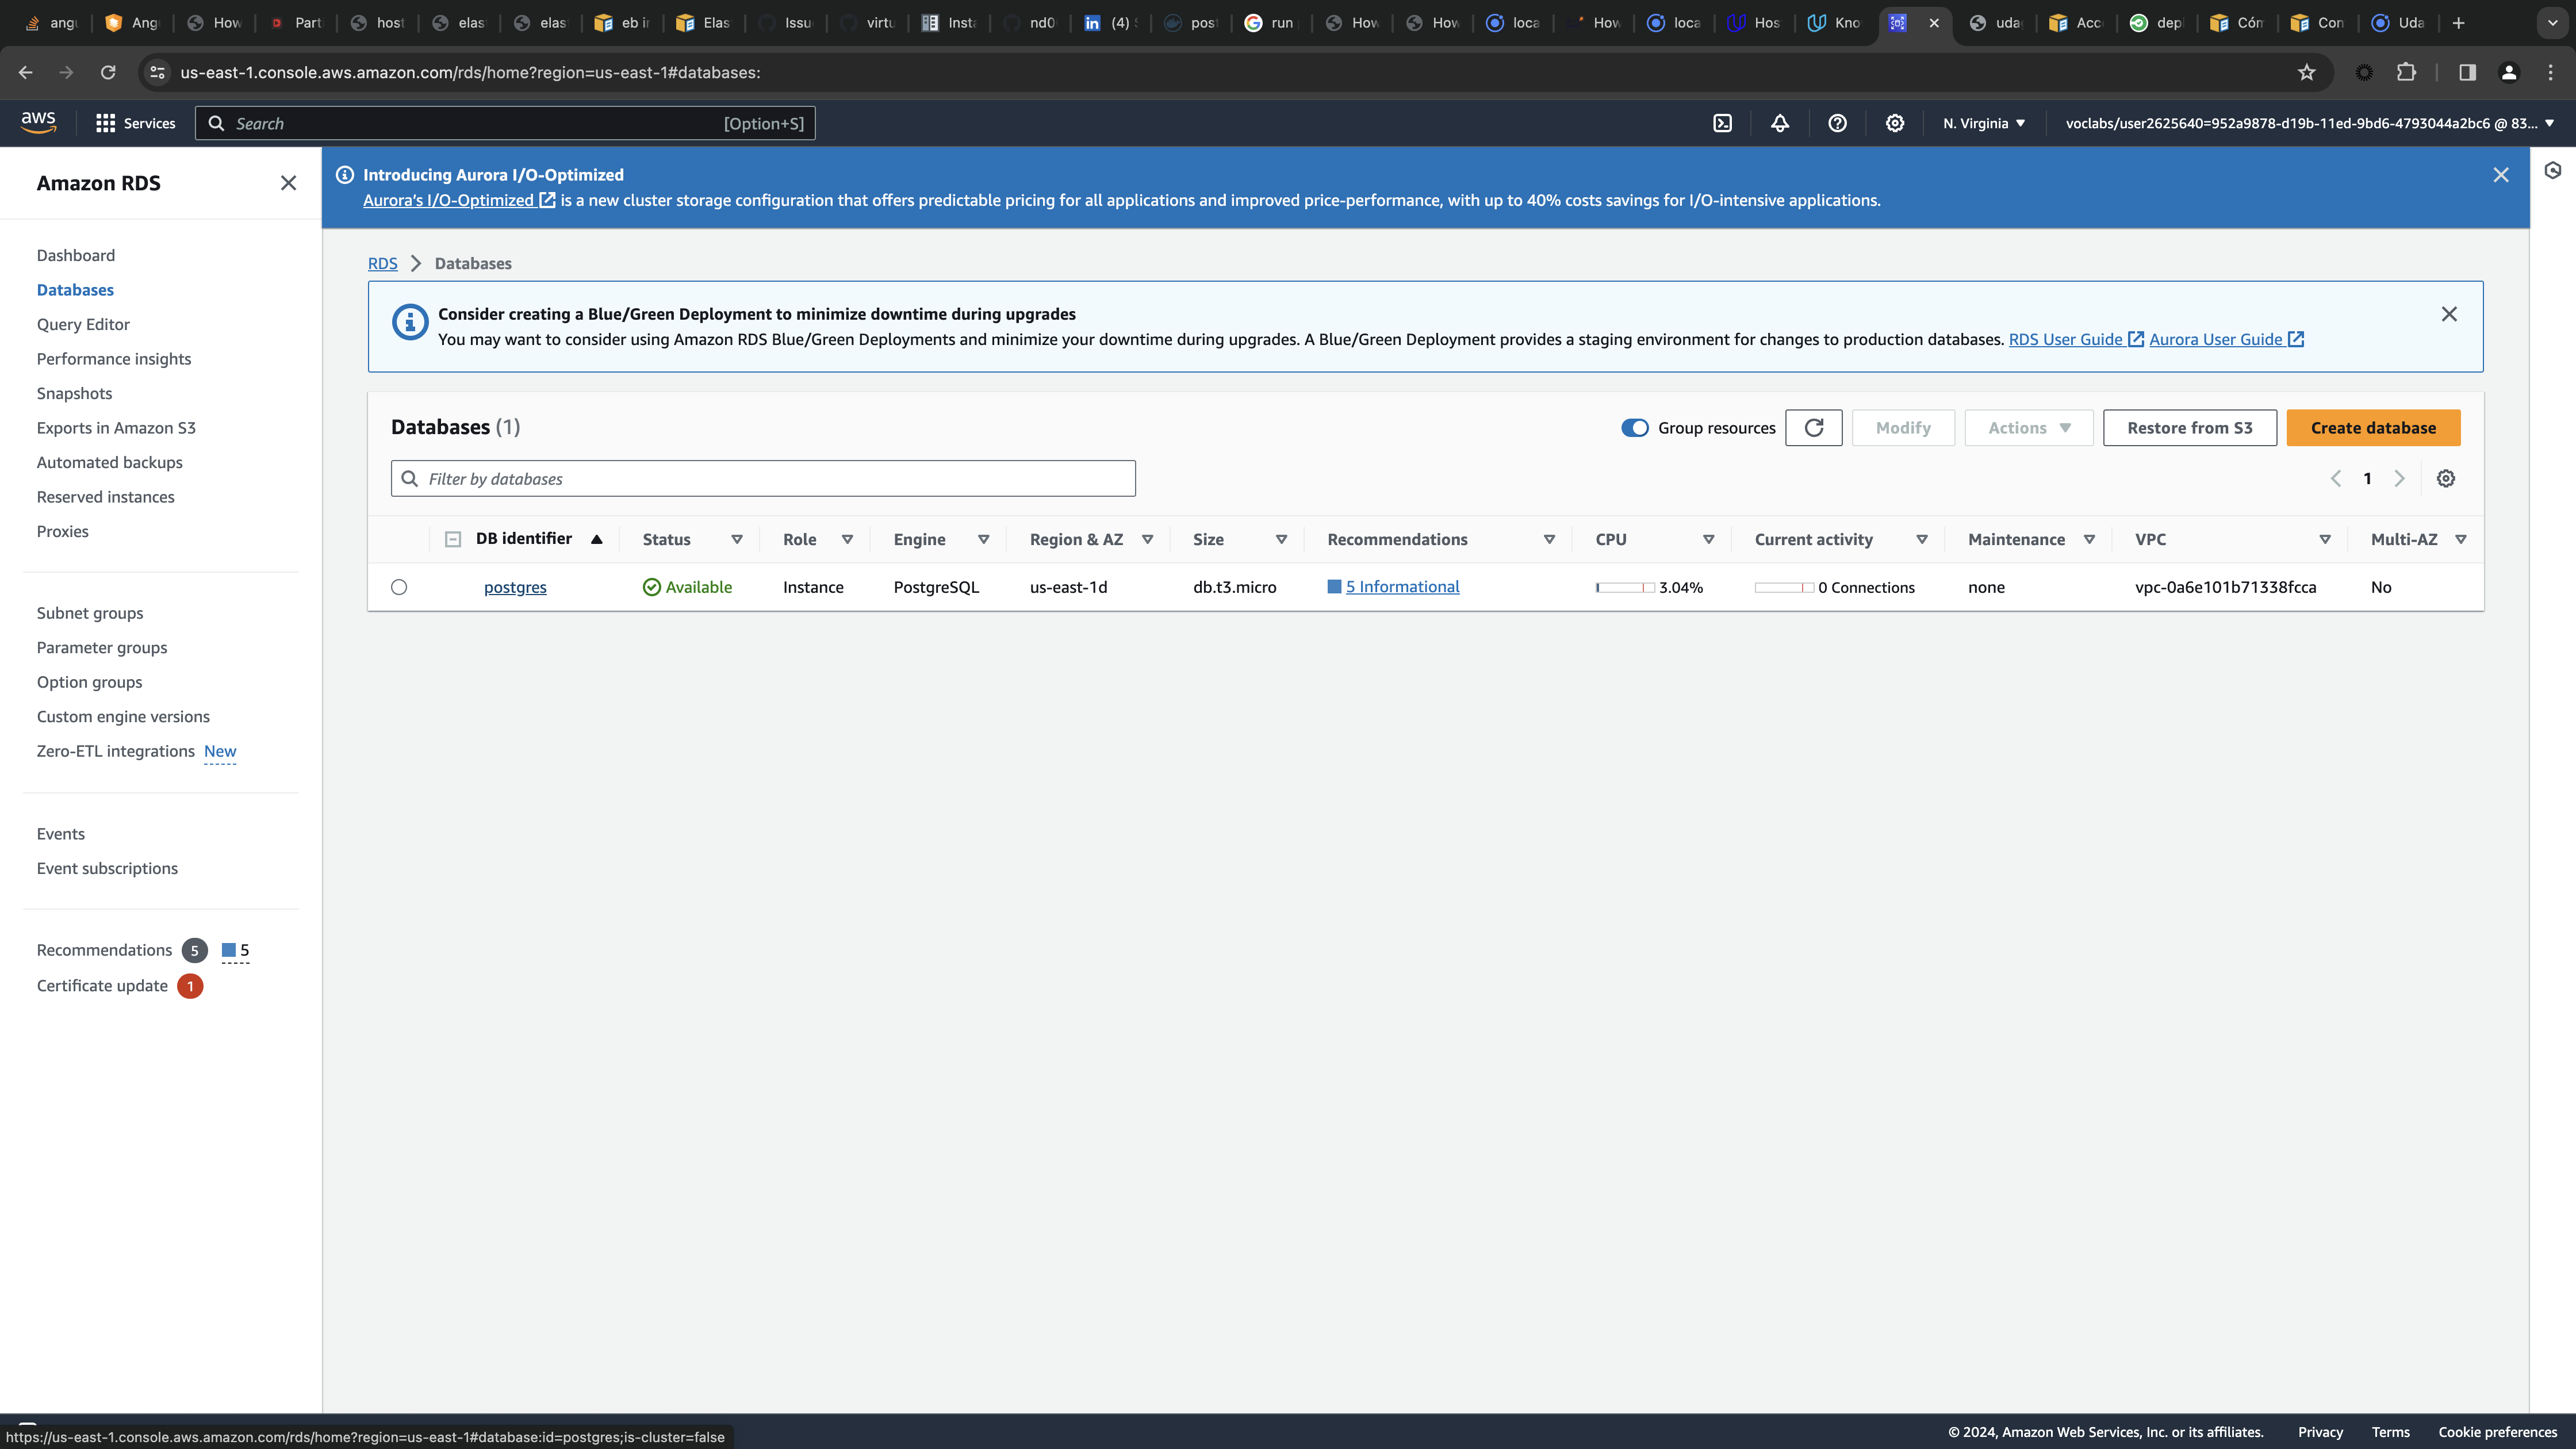 angu
Ang
How
Parti
host
elas
elas
eb in
Elas
Issu
virtu
Insta
nd0
(4) S
post
run
How
How
loca
How
loca
Hos
Kno
uda
Acc
dep
Cóm
Con
Uda
us-east-1.console.aws.amazon.com/rds/home?region=us-east-1#databases:
aws
Services
Search
[Option+S]
N. Virginia
voclabs/user2625640=952a9878-d19b-11ed-9bd6-4793044a2bc6 @ 83...
Amazon RDS
Dashboard
Databases
Query Editor
Performance insights
Snapshots
Exports in Amazon S3
Automated backups
Reserved instances
Proxies
Subnet groups
Parameter groups
Option groups
Custom engine versions
Zero-ETL integrations New
Events
Event subscriptions
Recommendations 5 5
Certificate update 1
Introducing Aurora I/O-Optimized
Aurora's I/O-Optimized is a new cluster storage configuration that offers predictable pricing for all applications and improved price-performance, with up to 40% costs savings for I/O-intensive applications.
RDS > Databases
Consider creating a Blue/Green Deployment to minimize downtime during upgrades
You may want to consider using Amazon RDS Blue/Green Deployments and minimize your downtime during upgrades. A Blue/Green Deployment provides a staging environment for changes to production databases. RDS User Guide Aurora User Guide
Databases (1)
Group resources
Modify
Actions
Restore from S3
Create database
Filter by databases
1
DB identifier Status Role Engine Region & AZ Size Recommendations CPU Current activity Maintenance VPC Multi-AZ
postgres Available Instance PostgreSQL us-east-1d db.t3.micro 5 Informational 3.04% 0 Connections none vpc-0a6e101b71338fcca No
https://us-east-1.console.aws.amazon.com/rds/home?region=us-east-1#database:id=postgres;is-cluster=false
© 2024, Amazon Web Services, Inc. or its affiliates. Privacy Terms Cookie preferences